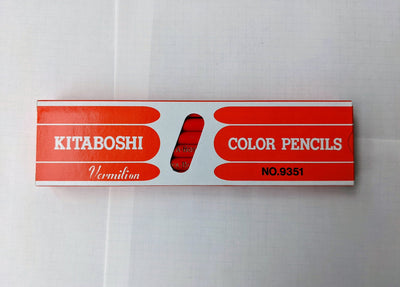 KITABOSHI
Vermilion
COLOR PENCILS
NO.9351